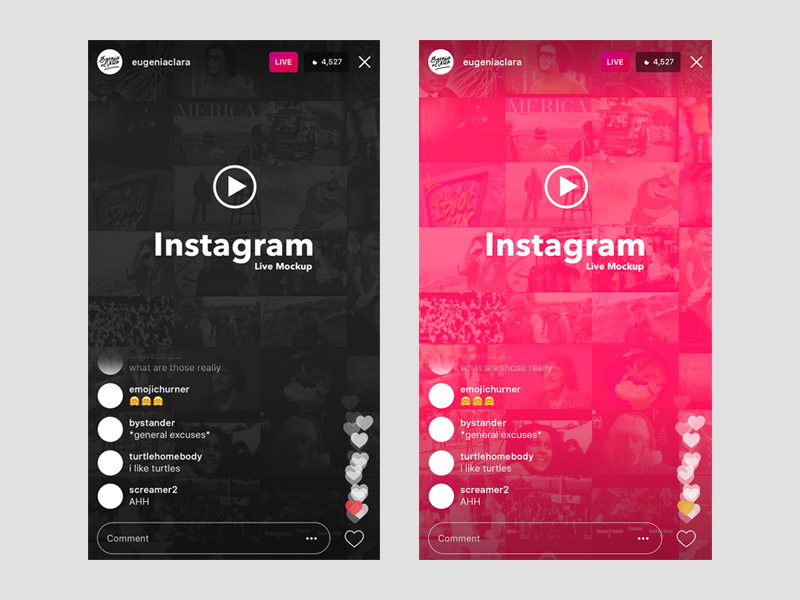 eugeniaclara
LIVE
4,527
MERICA
Instagram
Live Mockup
what are those really
emojichurner
🤗🤗🤗
bystander
*general excuses*
turtlehomebody
i like turtles
screamer2
AHH
Comment
eugeniaclara
LIVE
4,527
MERICA
Instagram
Live Mockup
what are those really
emojichurner
🤗🤗🤗
bystander
*general excuses*
turtlehomebody
i like turtles
screamer2
AHH
Comment